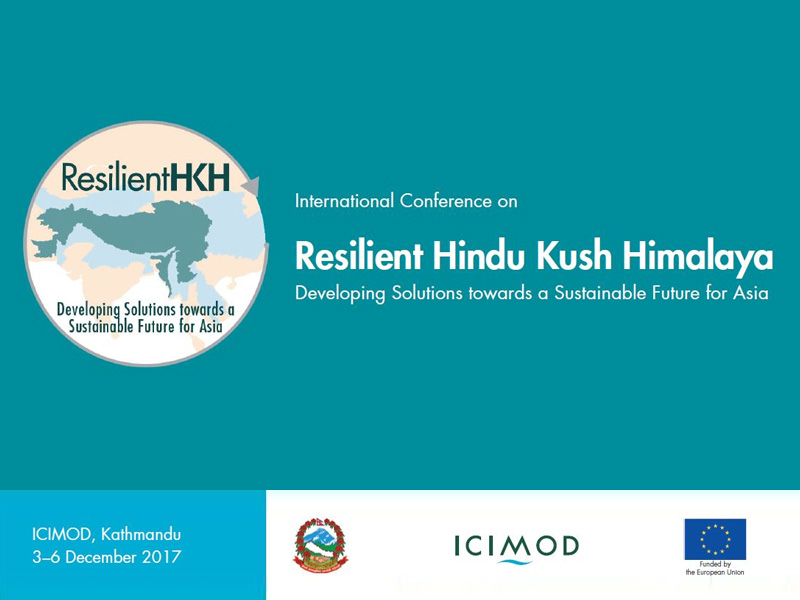 ResilientHKH
Developing Solutions towards a
Sustainable Future for Asia
International Conference on
Resilient Hindu Kush Himalaya
Developing Solutions towards a Sustainable Future for Asia
ICIMOD, Kathmandu
3–6 December 2017
ICIMOD
Funded by
the European Union